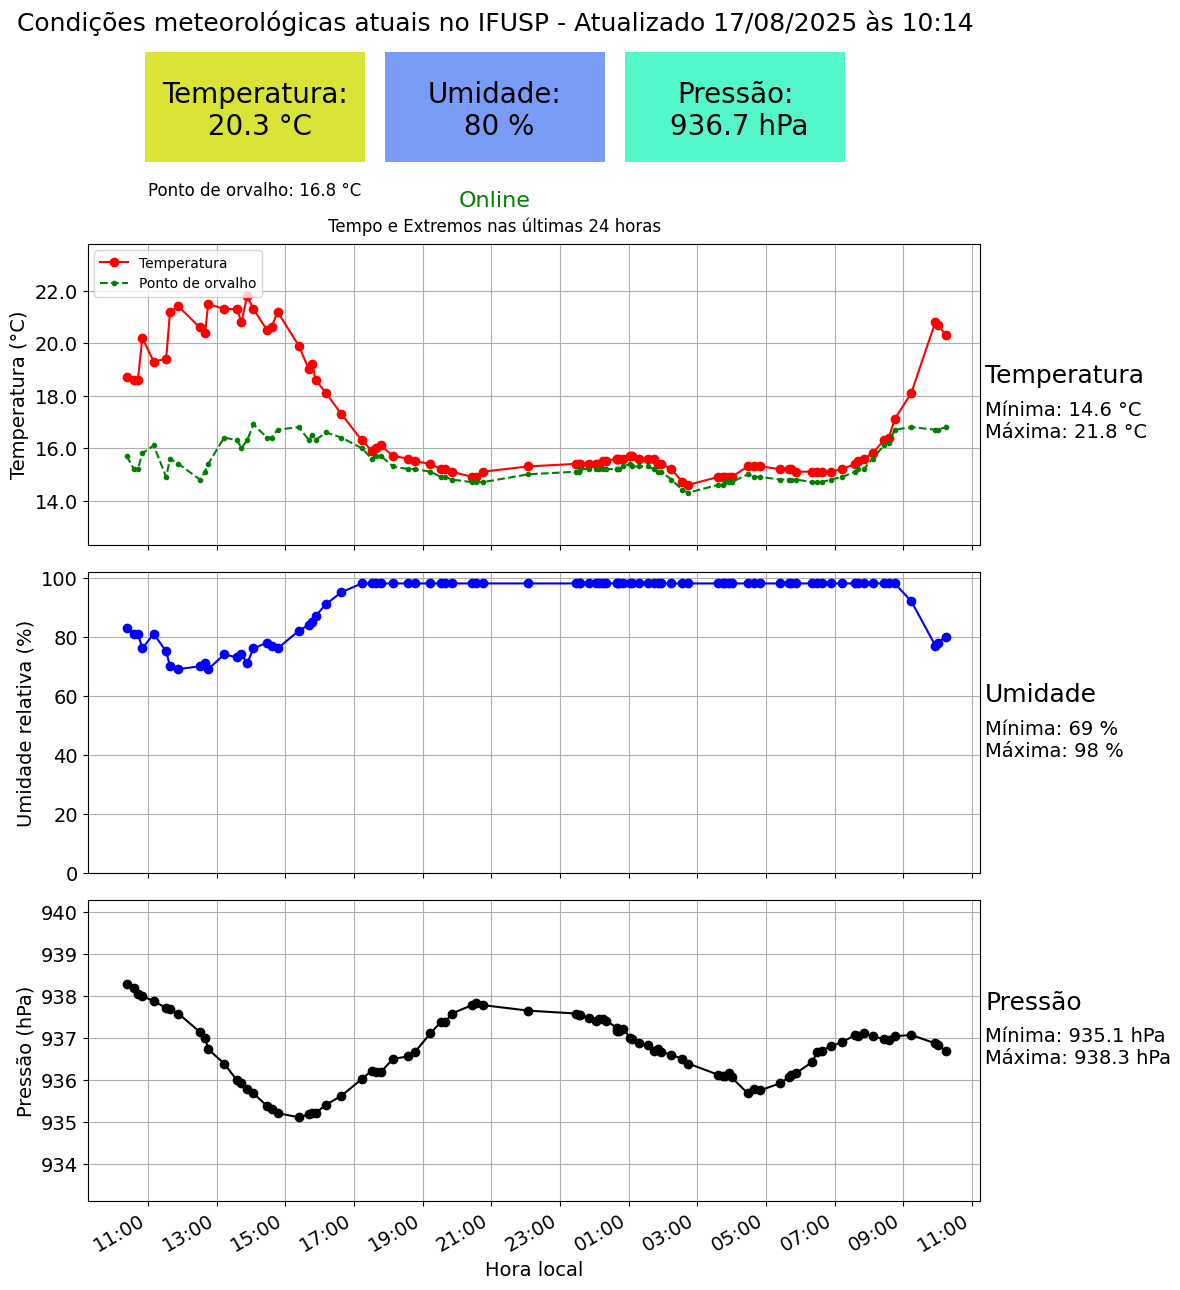 Condições meteorológicas atuais no IFUSP - Atualizado 17/08/2025 às 10:14
Temperatura:
20.3 °C
Umidade:
80 %
Pressão:
936.7 hPa
Ponto de orvalho: 16.8 °C
Online
Tempo e Extremos nas últimas 24 horas
Temperatura
Ponto de orvalho
Temperatura (°C)
22.0
20.0
18.0
16.0
14.0
Temperatura
Mínima: 14.6 °C
Máxima: 21.8 °C
Umidade relativa (%)
100
80
60
40
20
0
Umidade
Mínima: 69 %
Máxima: 98 %
Pressão (hPa)
940
939
938
937
936
935
934
Pressão
Mínima: 935.1 hPa
Máxima: 938.3 hPa
11:00
13:00
15:00
17:00
19:00
21:00
23:00
01:00
03:00
05:00
07:00
09:00
11:00
Hora local